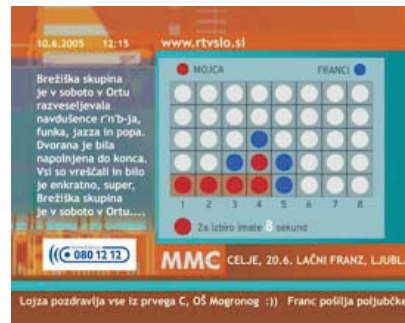 10.6.2005 12:15 www.rtvslo.si
Brežiška skupina
je v soboto v Ortu
razveseljevala
navdušence r'n'b-ja,
funka, jazza in popa.
Dvorana je bila
napolnjena do konca.
Vsi so vreščali in bilo
je enkratno, super,
Brežiška skupina
je v soboto v Ortu....
080 12 12
MOJCA FRANCI
1 2 3 4 5 6 7 8
Za izbiro imate 8 sekund
MMC CELJE, 20.6. LAČNI FRANZ, LJUBL
Lojza pozdravlja vse iz prvega C, OŠ Mogronog :)) Franc pošilja poljubčke